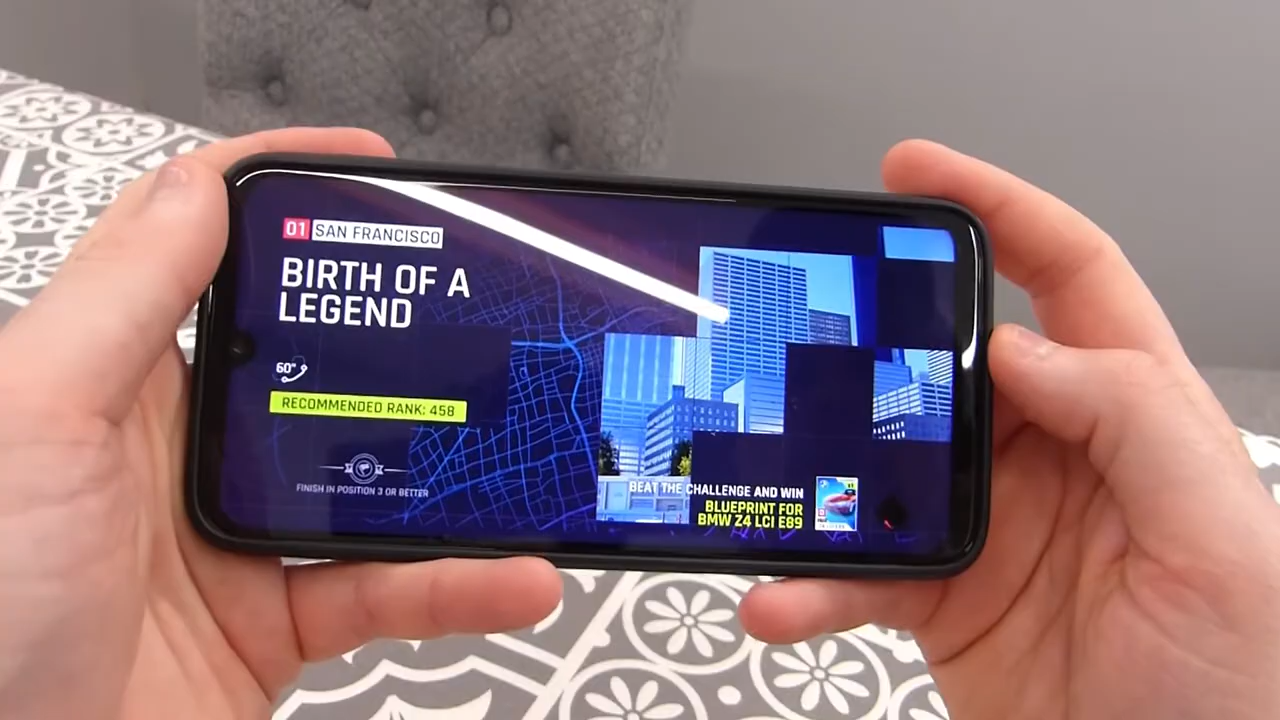 01 SAN FRANCISCO
BIRTH OF A
LEGEND
60"
RECOMMENDED RANK: 458
FINISH IN POSITION 3 OR BETTER
BEAT THE CHALLENGE AND WIN
BLUEPRINT FOR
BMW Z4 LCI E89